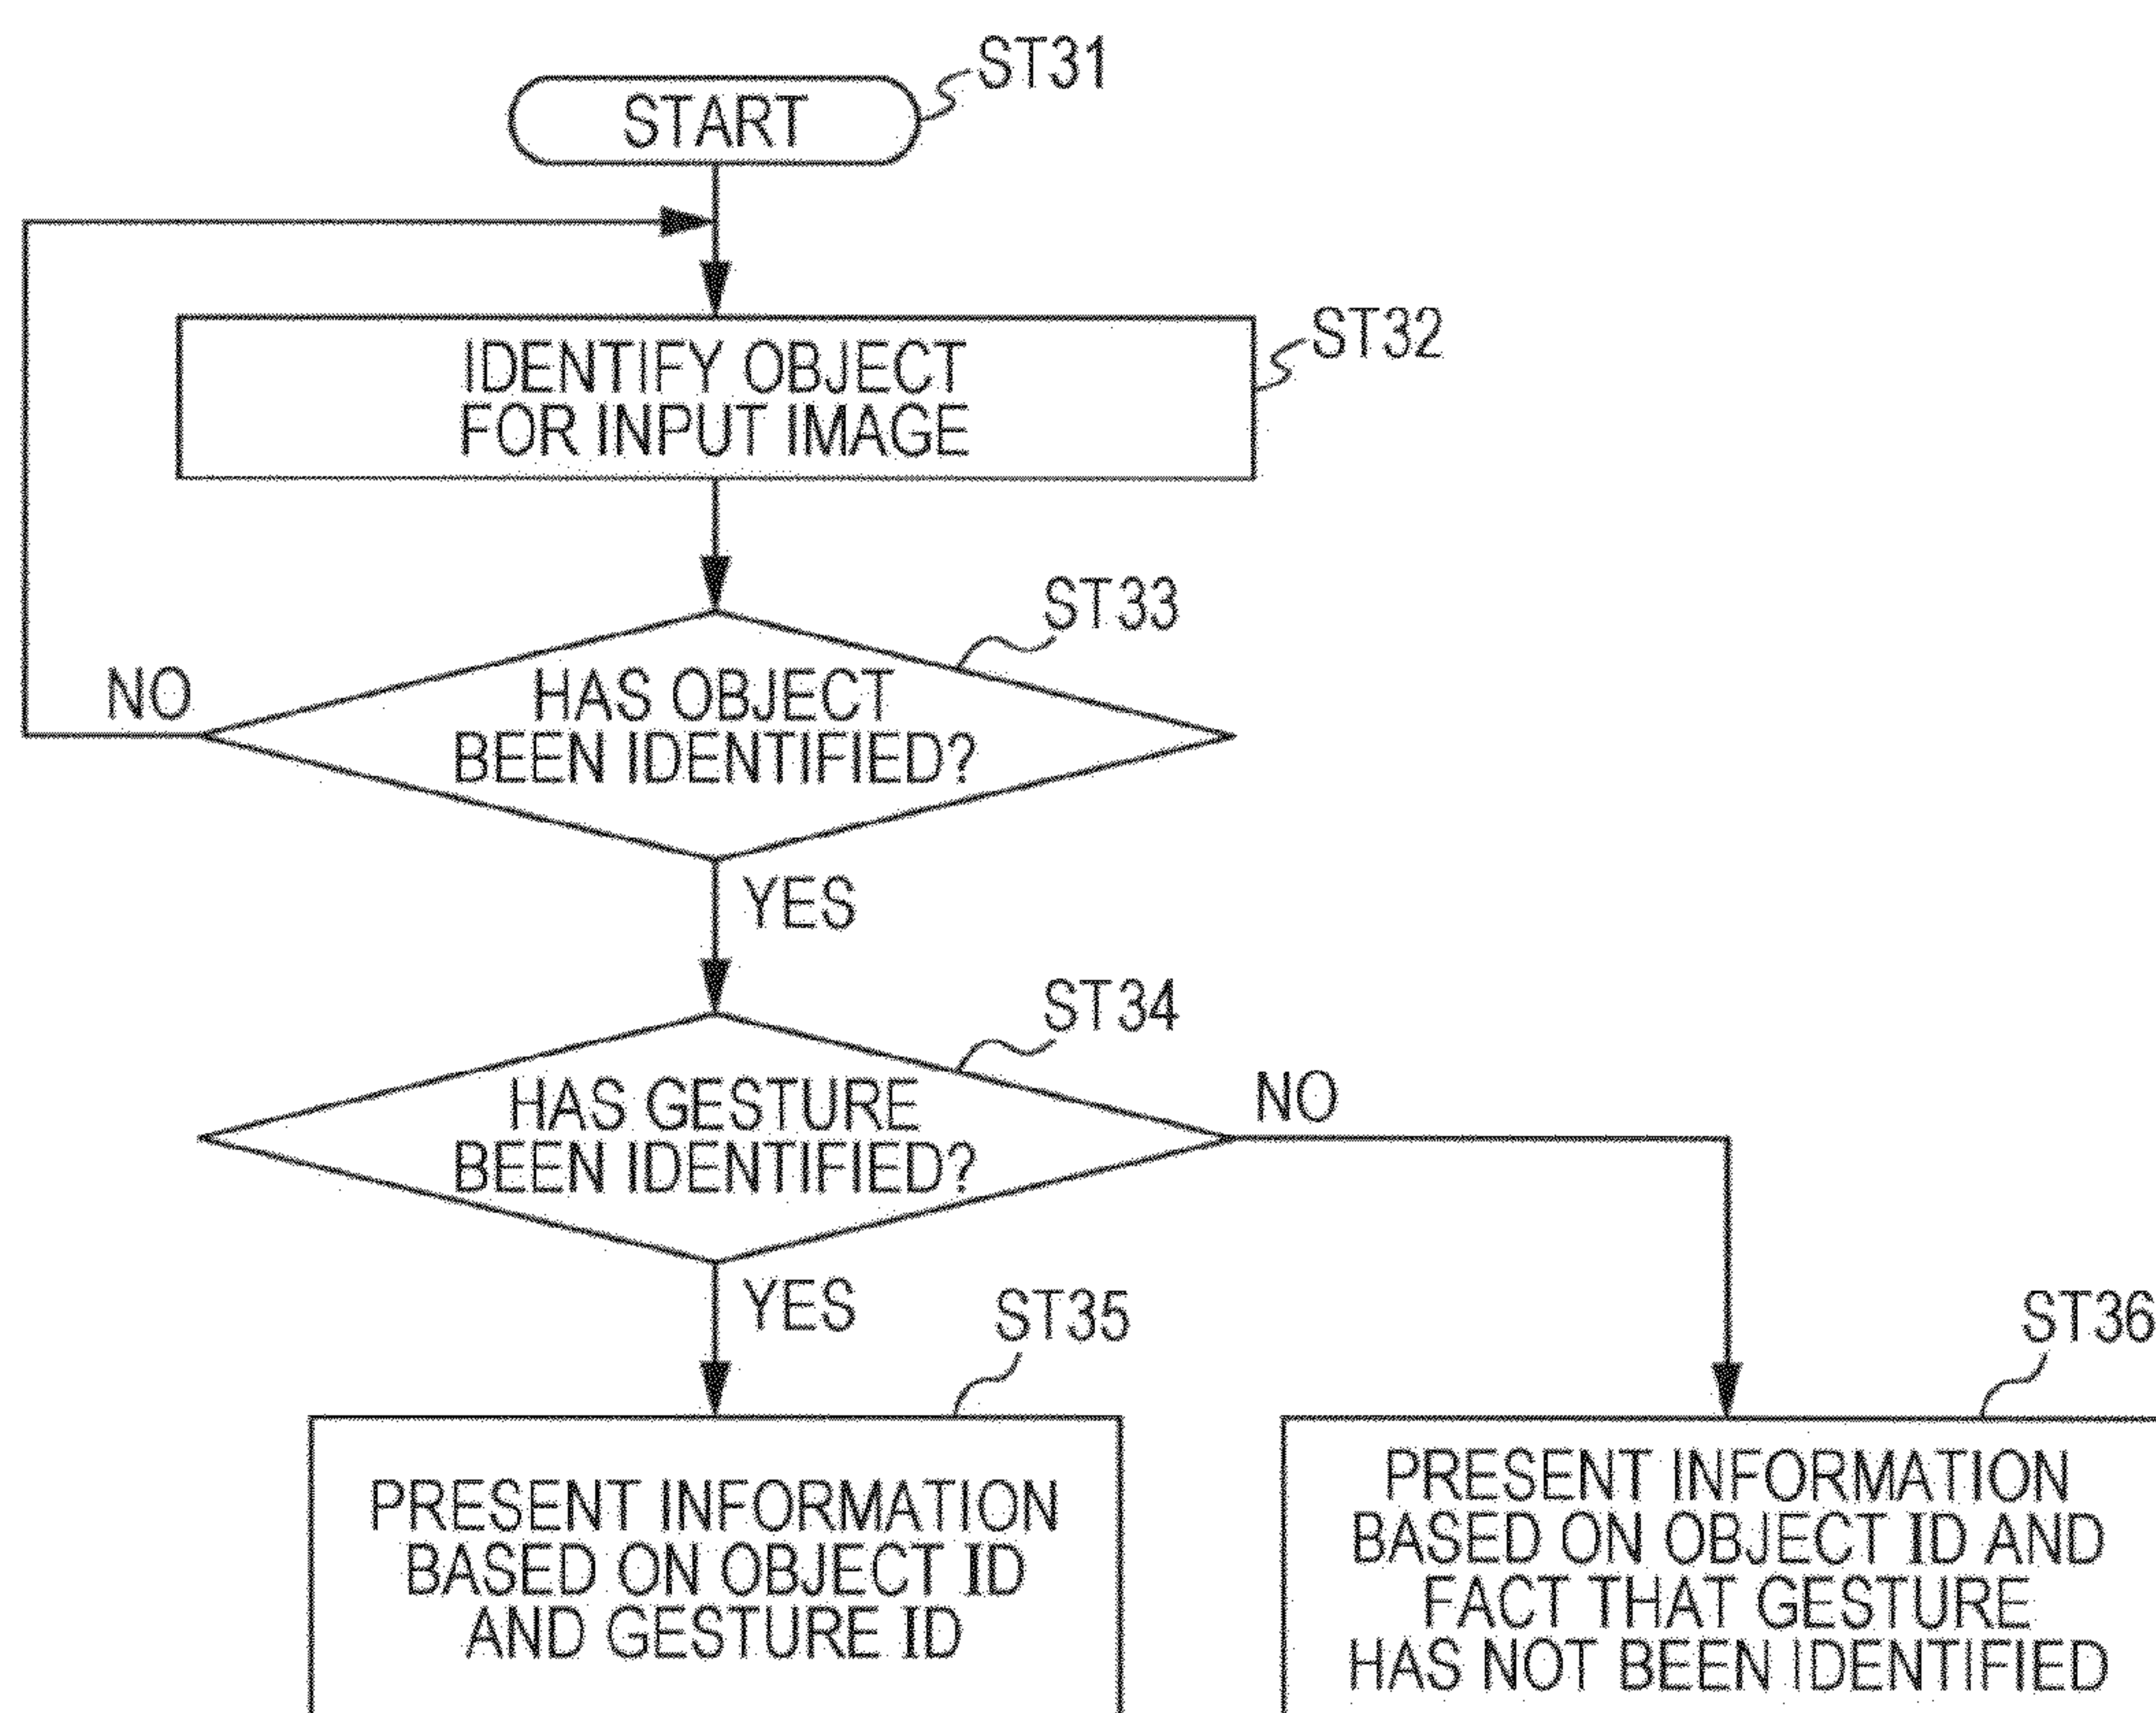 ST31
START
ST32
IDENTIFY OBJECT
FOR INPUT IMAGE
ST33
HAS OBJECT
BEEN IDENTIFIED?
NO
YES
ST34
HAS GESTURE
BEEN IDENTIFIED?
NO
YES
ST35
PRESENT INFORMATION
BASED ON OBJECT ID
AND GESTURE ID
ST36
PRESENT INFORMATION
BASED ON OBJECT ID AND
FACT THAT GESTURE
HAS NOT BEEN IDENTIFIED